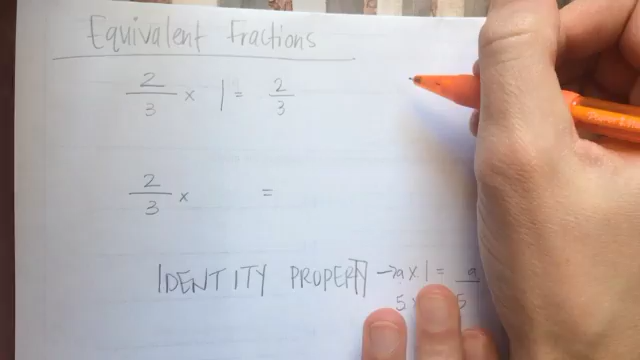 Equivalent Fractions
2/3 × 1 = 2/3
2/3 × =
IDENTITY PROPERTY → a × 1 = a
5 5